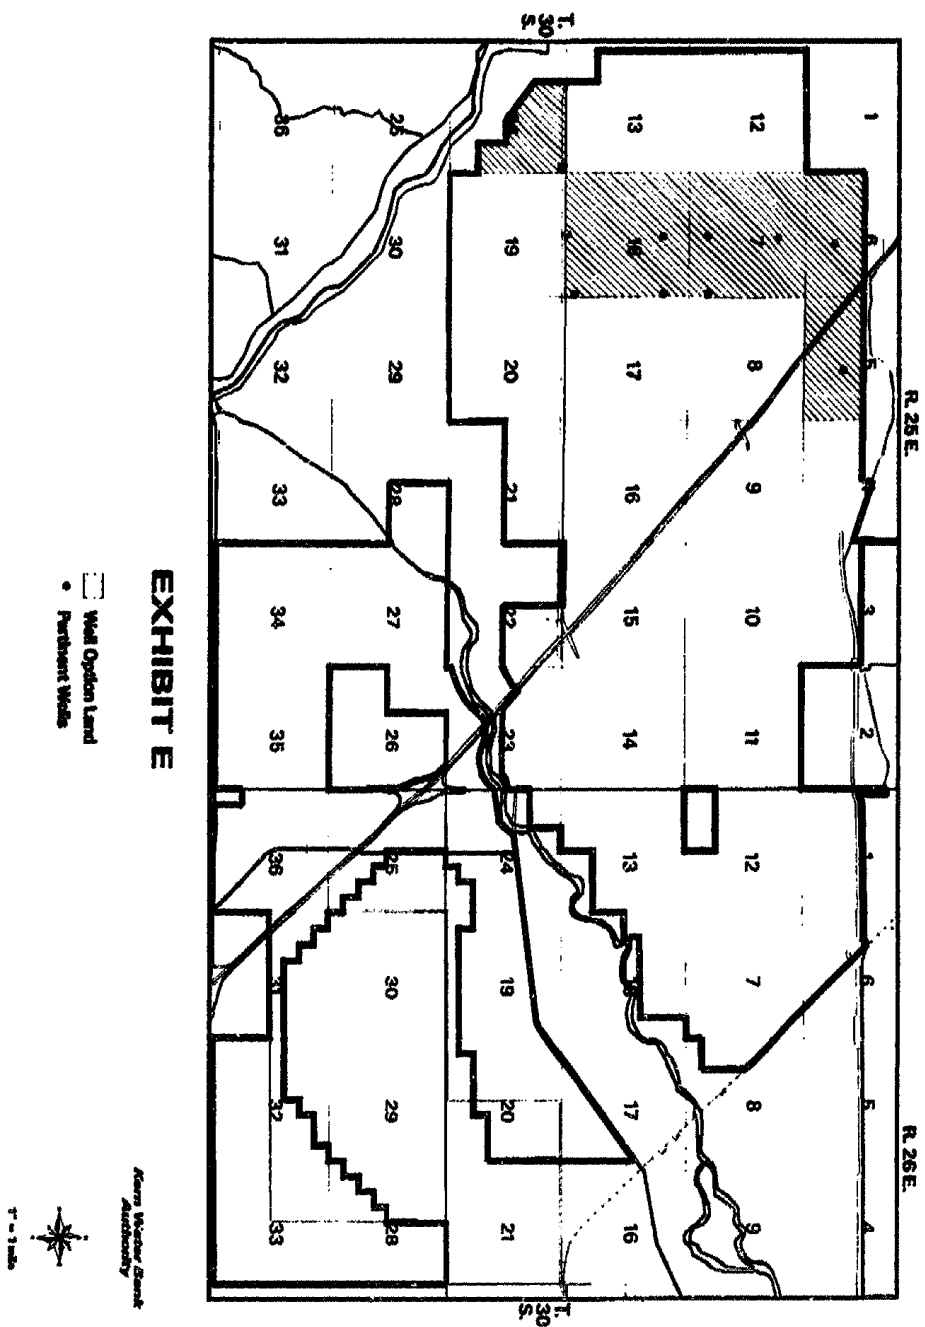 R. 25 E. R. 26 E.
1 6 5 3 2 1 6 5 4
12 7 8 9 10 11 12 7 8 9
13 18 17 16 15 14 13 17 16
T. T.
30 30
S. S.
19 20 21 22 23 24 19 20 21
25 30 29 28 27 26 25 30 29 28
36 31 32 33 34 35 36 31 32 33
EXHIBIT E
Well Option Land
Pertinent Wells
Kern Water Bank
Authority
1" = 2 miles